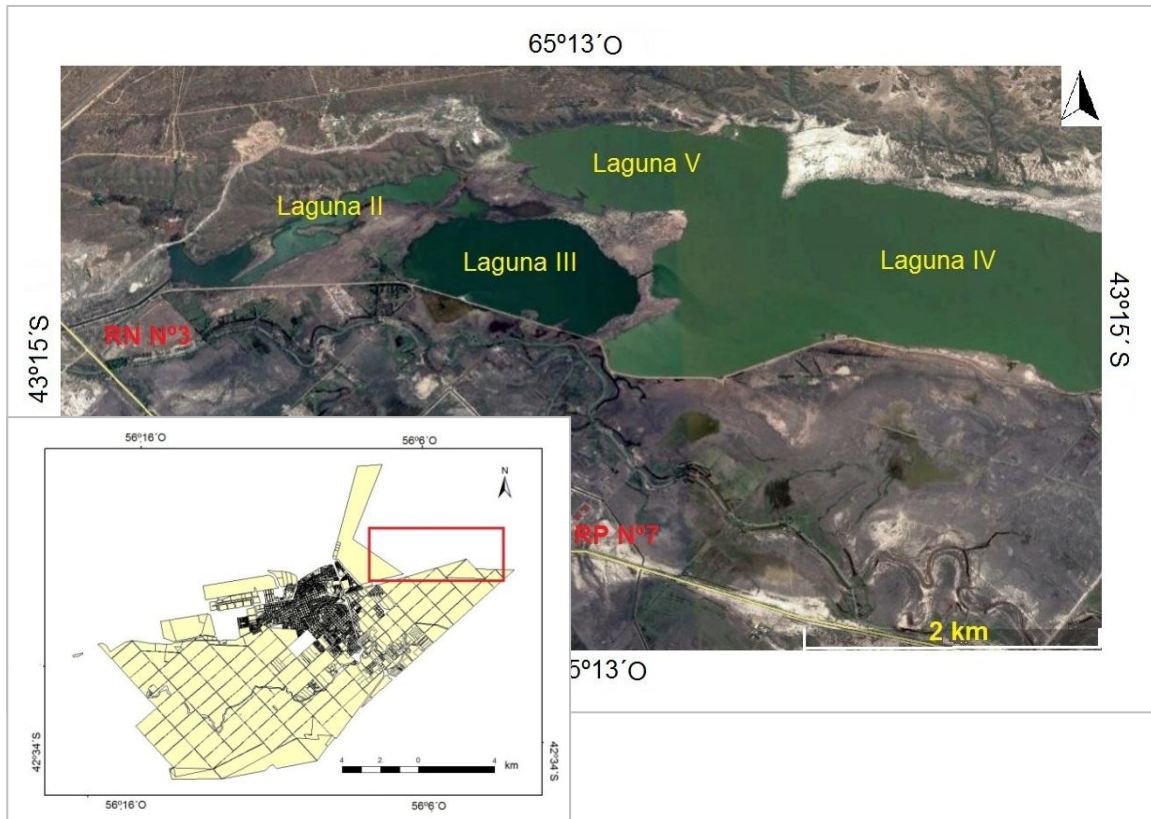 65º13´O
Laguna V
Laguna II
Laguna III
Laguna IV
43º15´S
43º15´S
RN Nº3
RP Nº7
2 km
5º13´O
56º16´O
56º6´O
N
42º34´S
42º34´S
4 2 0 4
km
56º16´O
56º6´O